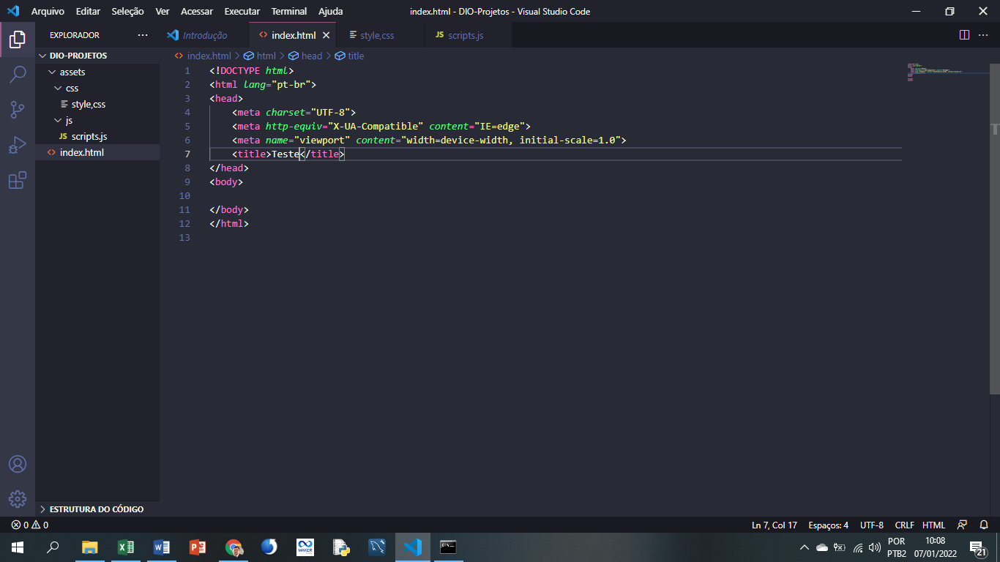 Arquivo Editar Seleção Ver Acessar Executar Terminal Ajuda
index.html - DIO-Projetos - Visual Studio Code
EXPLORADOR
Introdução
index.html
style,css
JS scripts.js
DIO-PROJETOS
assets
css
style,css
js
JS scripts.js
index.html
index.html > html > head > title
1 <!DOCTYPE html>
2 <html lang="pt-br">
3 <head>
4 <meta charset="UTF-8">
5 <meta http-equiv="X-UA-Compatible" content="IE=edge">
6 <meta name="viewport" content="width=device-width, initial-scale=1.0">
7 <title>Teste</title>
8 </head>
9 <body>
10
11 </body>
12 </html>
13
ESTRUTURA DO CÓDIGO
0 0
Ln 7, Col 17 Espaços: 4 UTF-8 CRLF HTML
MAKER
POR
PTB2
10:08
07/01/2022
21